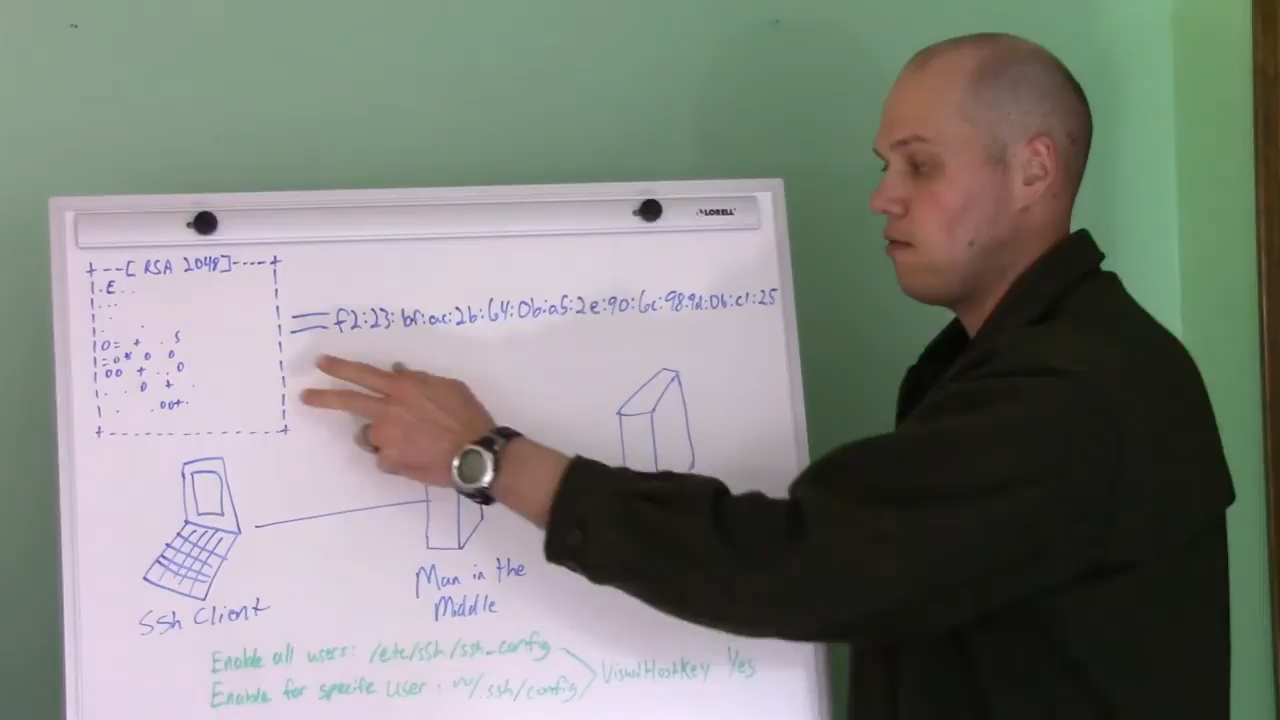 LORELL
+--[ RSA 2048]----+
.E..
...
. .
o= + . S
=o* o o
oo + . . o
. . o + .
. .oo+.
+- - - - - - - - -+
= f2:23:bf:ac:2b:64:0b:a5:2e:90:6c:98:9d:06:c1:25
Man in the
Middle
SSh Client
Enable all users: /etc/ssh/ssh_config
VisualHostKey Yes
Enable for specific user: ~/.ssh/config